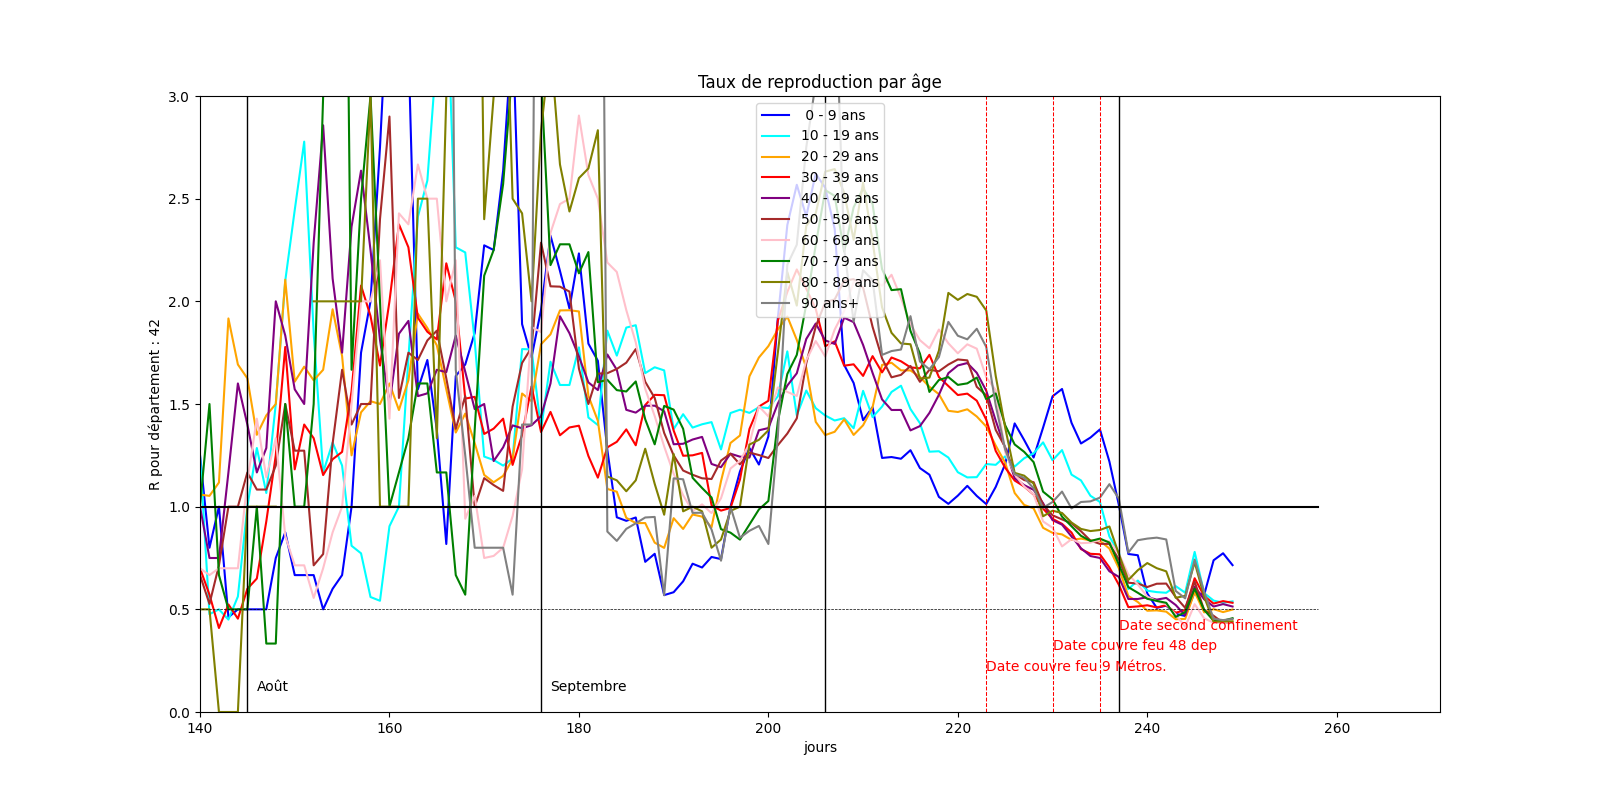 Taux de reproduction par âge
R pour département : 42
3.0
2.5
2.0
1.5
1.0
0.5
0.0
0 - 9 ans
10 - 19 ans
20 - 29 ans
30 - 39 ans
40 - 49 ans
50 - 59 ans
60 - 69 ans
70 - 79 ans
80 - 89 ans
90 ans+
Date second confinement
Date couvre feu 48 dep
Date couvre feu 9 Métros.
Août
Septembre
140
160
180
200
220
240
260
jours